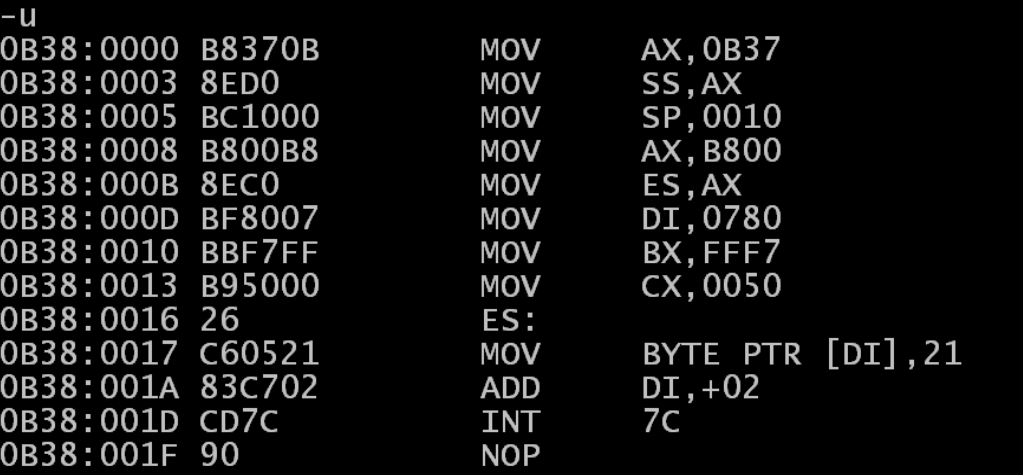 -u
0B38:0000 B8370B MOV AX,0B37
0B38:0003 8ED0 MOV SS,AX
0B38:0005 BC1000 MOV SP,0010
0B38:0008 B800B8 MOV AX,B800
0B38:000B 8EC0 MOV ES,AX
0B38:000D BF8007 MOV DI,0780
0B38:0010 BBF7FF MOV BX,FFF7
0B38:0013 B95000 MOV CX,0050
0B38:0016 26 ES:
0B38:0017 C60521 MOV BYTE PTR [DI],21
0B38:001A 83C702 ADD DI,+02
0B38:001D CD7C INT 7C
0B38:001F 90 NOP